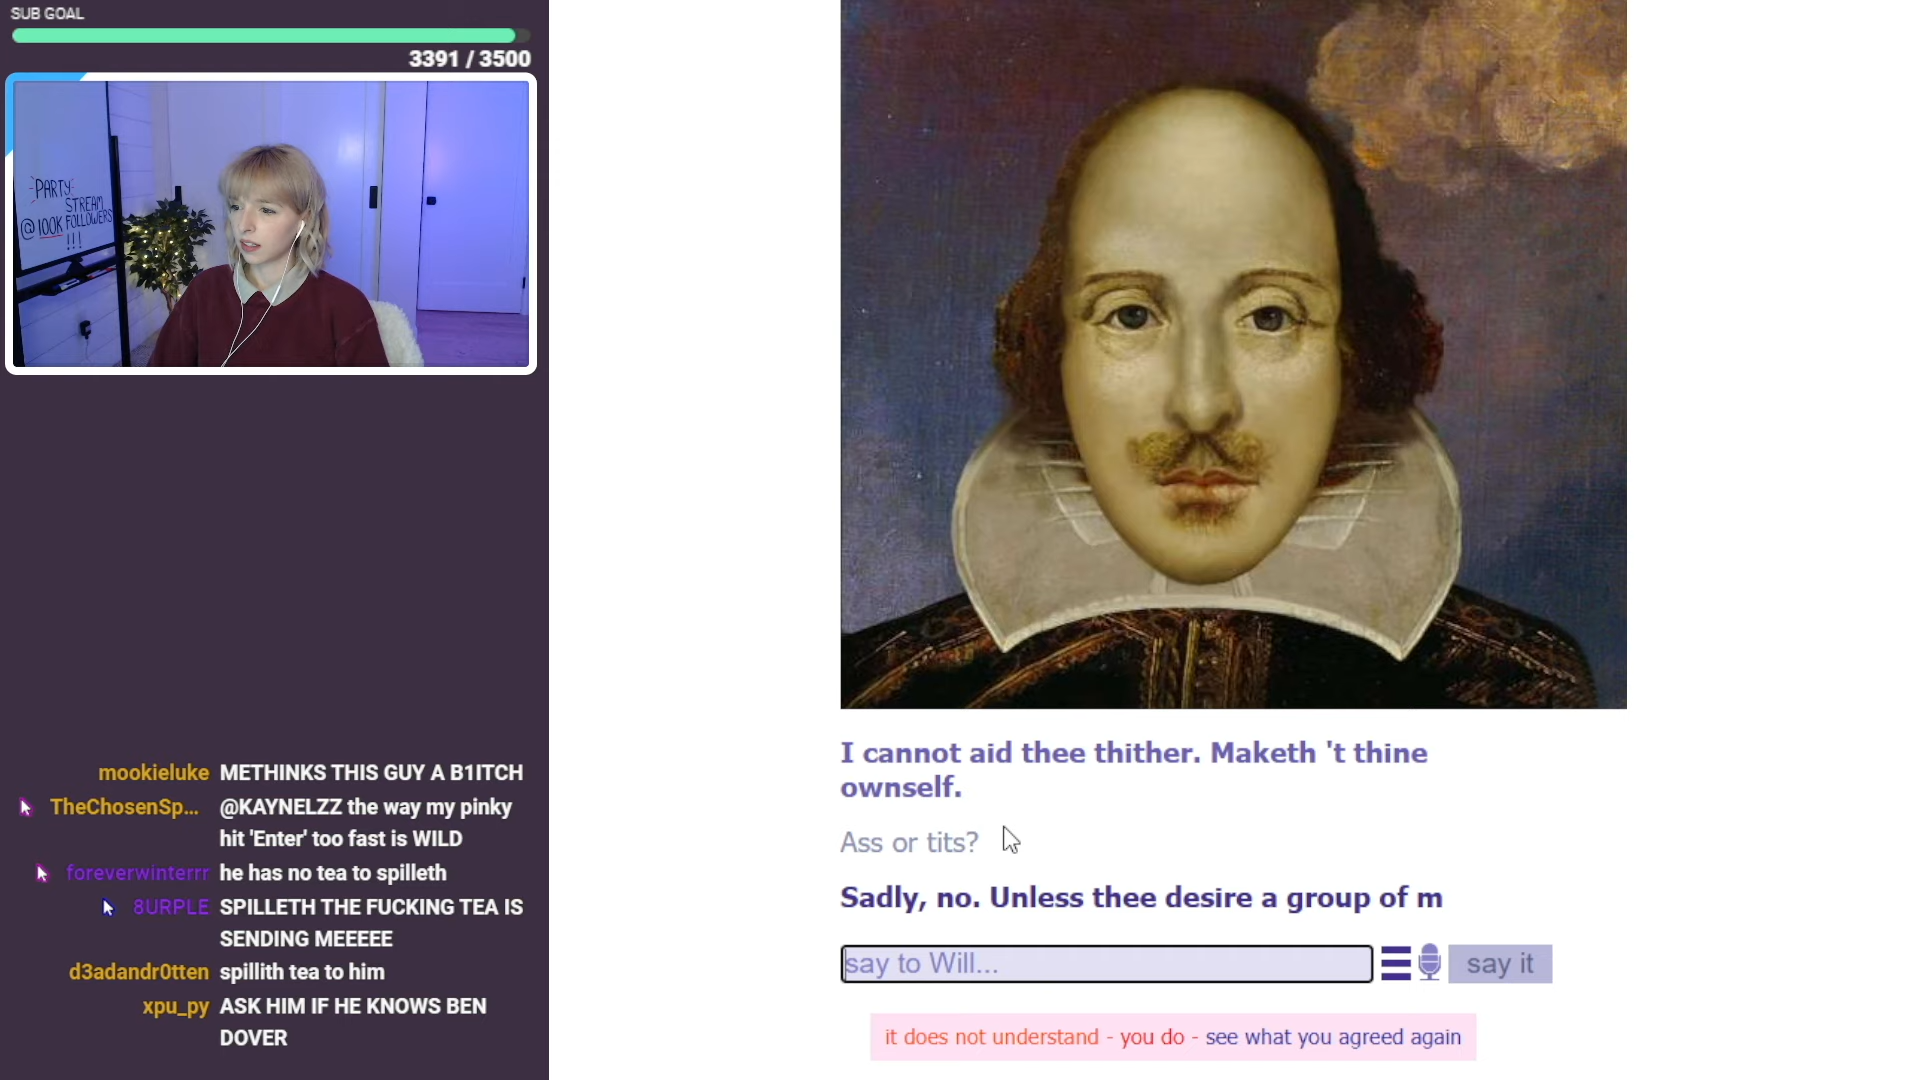 SUB GOAL
3391 / 3500
PARTY
STREAM
@100K FOLLOWERS
!!!
mookieluke METHINKS THIS GUY A B1ITCH
TheChosenSp... @KAYNELZZ the way my pinky
hit 'Enter' too fast is WILD
foreverwinterrr he has no tea to spilleth
8URPLE SPILLETH THE FUCKING TEA IS
SENDING MEEEEE
d3adandr0tten spillith tea to him
xpu_py ASK HIM IF HE KNOWS BEN
DOVER
I cannot aid thee thither. Maketh 't thine
ownself.
Ass or tits?
Sadly, no. Unless thee desire a group of m
say to Will...
say it
it does not understand - you do - see what you agreed again